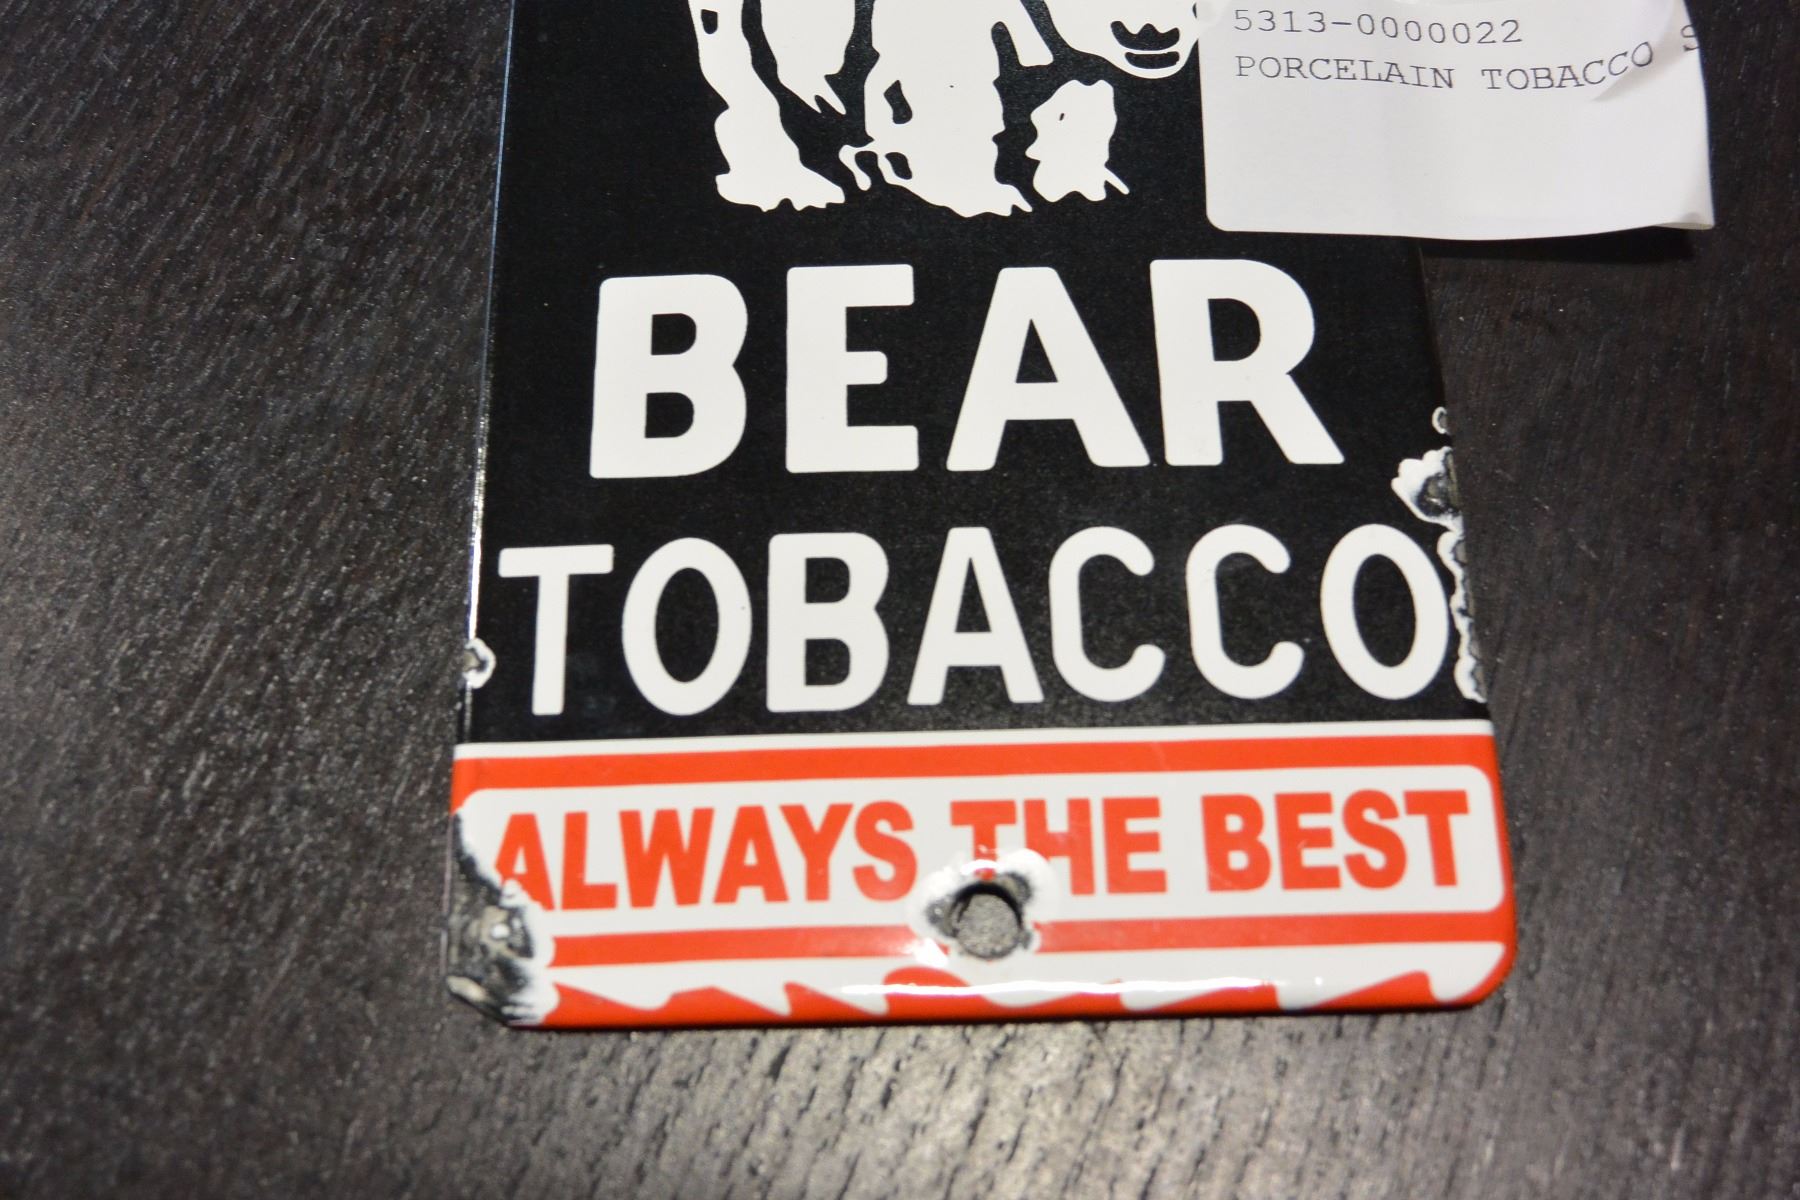 5313-0000022
PORCELAIN TOBACCO S
BEAR
TOBACCO
ALWAYS THE BEST